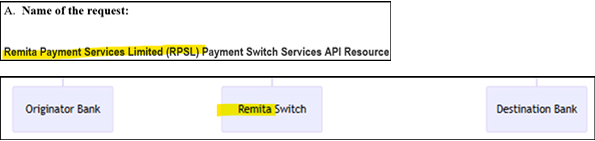 A. Name of the request:
Remita Payment Services Limited (RPSL) Payment Switch Services API Resource
Originator Bank Remita Switch Destination Bank